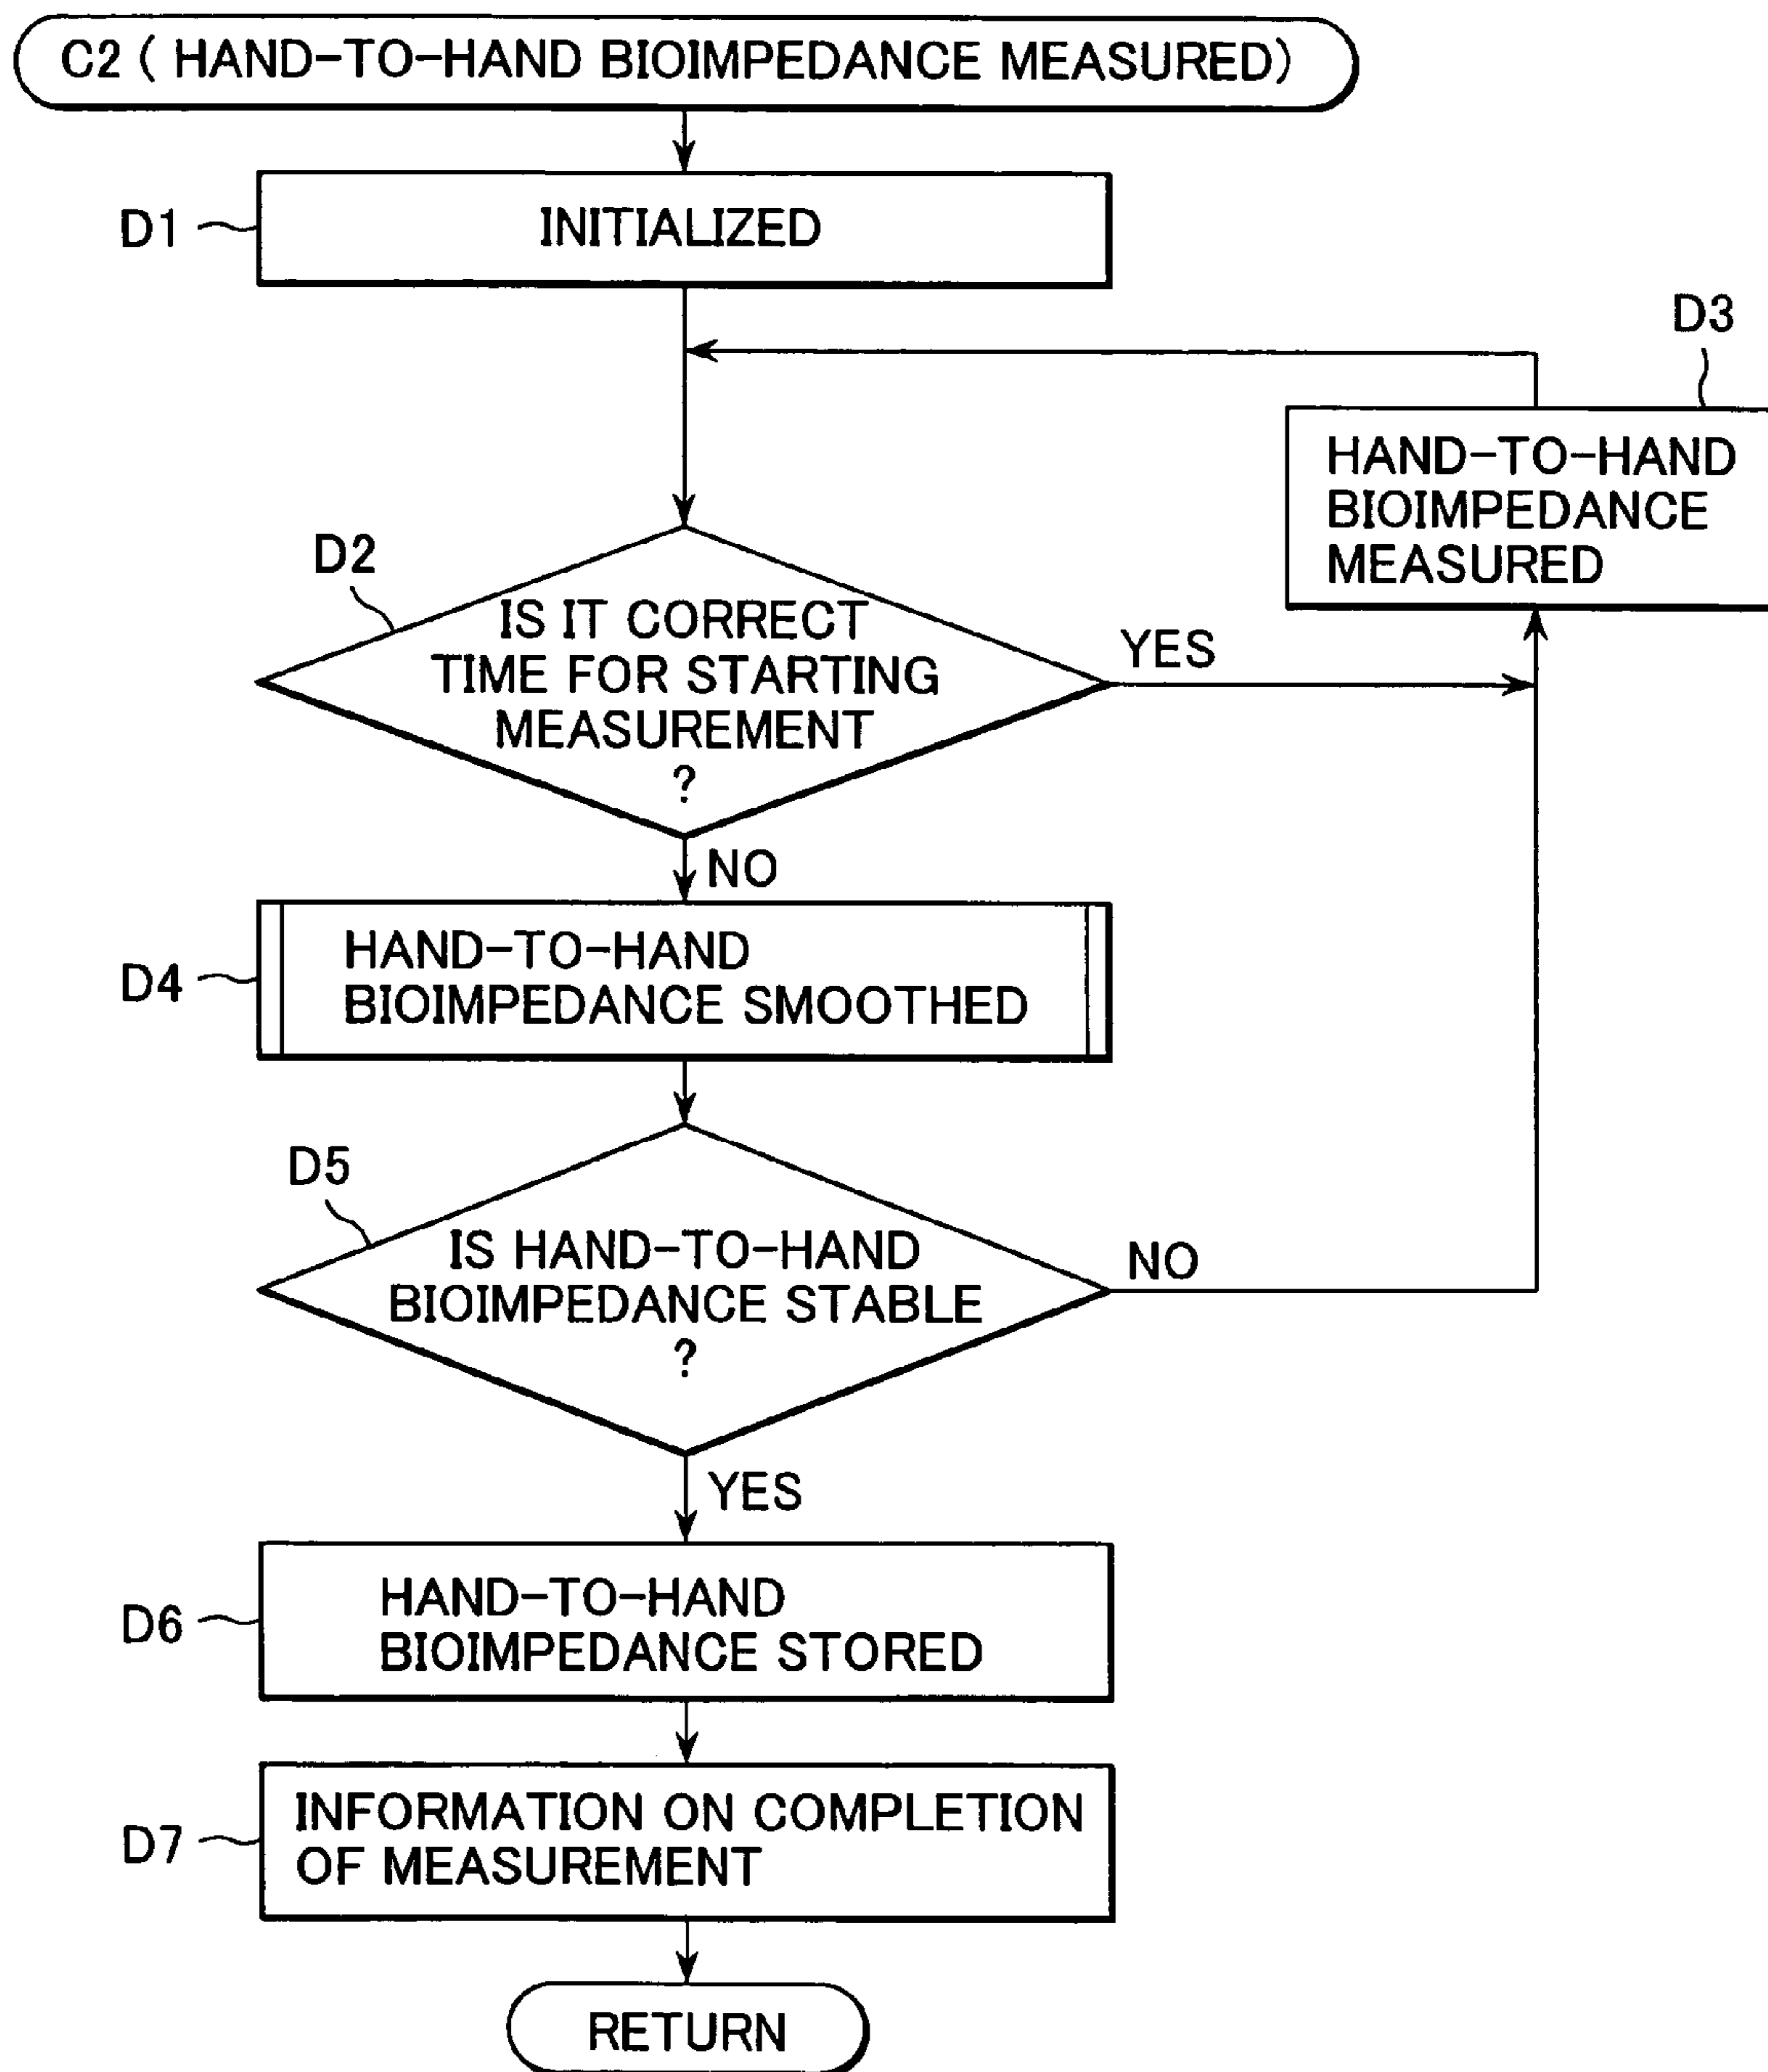 C2 ( HAND-TO-HAND BIOIMPEDANCE MEASURED)
D1
INITIALIZED
D3
HAND-TO-HAND
BIOIMPEDANCE
MEASURED
D2
IS IT CORRECT
TIME FOR STARTING
MEASUREMENT
?
YES
NO
D4
HAND-TO-HAND
BIOIMPEDANCE SMOOTHED
D5
IS HAND-TO-HAND
BIOIMPEDANCE STABLE
?
NO
YES
D6
HAND-TO-HAND
BIOIMPEDANCE STORED
D7
INFORMATION ON COMPLETION
OF MEASUREMENT
RETURN